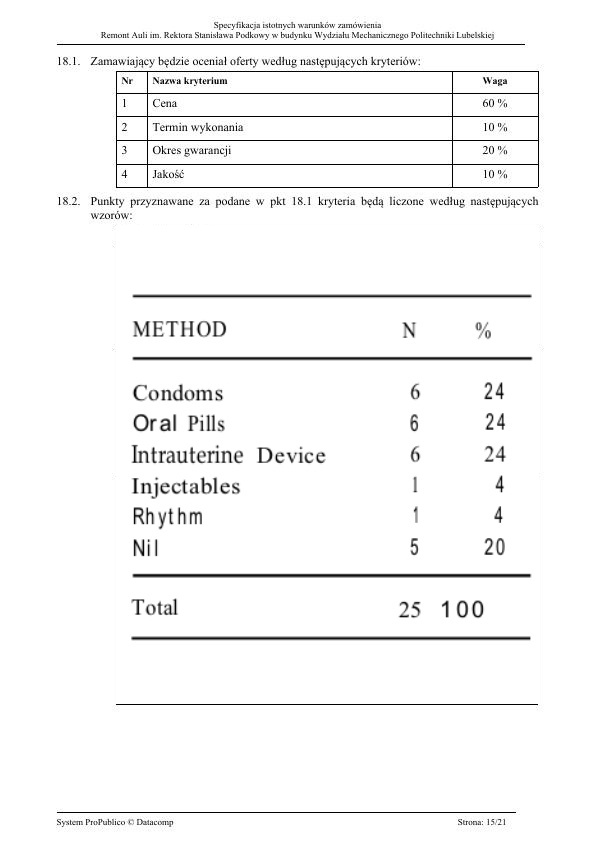 Specyfikacja istotnych warunków zamówienia
Remont Auli im. Rektora Stanisława Podkowy w budynku Wydziału Mechanicznego Politechniki Lubelskiej
18.1. Zamawiający będzie oceniał oferty według następujących kryteriów:
Nr Nazwa kryterium Waga
1 Cena 60 %
2 Termin wykonania 10 %
3 Okres gwarancji 20 %
4 Jakość 10 %
18.2. Punkty przyznawane za podane w pkt 18.1 kryteria będą liczone według następujących
wzorów:
METHOD N %
Condoms 6 24
Oral Pills 6 24
Intrauterine Device 6 24
Injectables 1 4
Rhythm 1 4
Nil 5 20
Total 25 100
System ProPublico © Datacomp Strona: 15/21